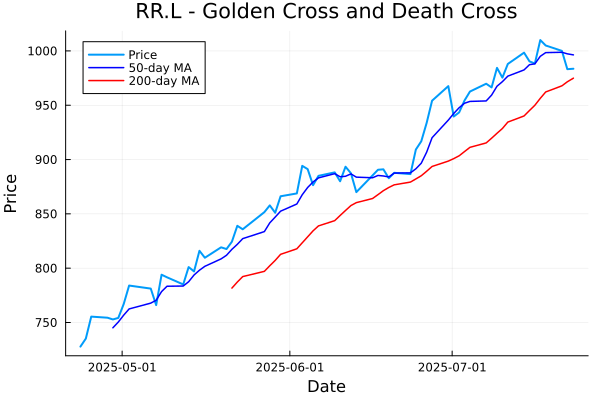 RR.L - Golden Cross and Death Cross
Price
50-day MA
200-day MA
1000
950
900
850
800
750
Price
2025-05-01
2025-06-01
2025-07-01
Date